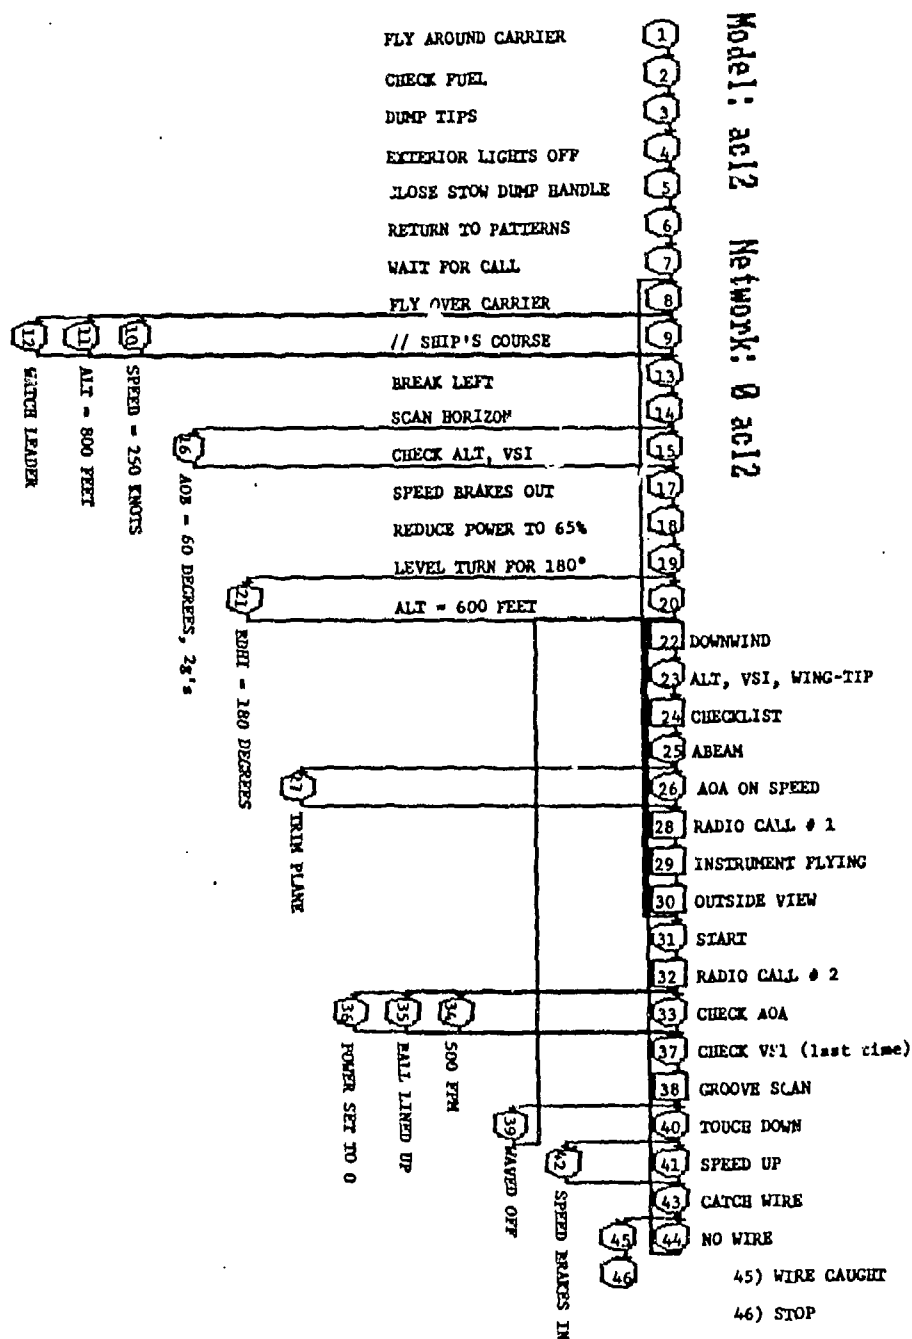 Model: acl2 Network: 0 acl2
1 FLY AROUND CARRIER
2 CHECK FUEL
3 DUMP TIPS
4 EXTERIOR LIGHTS OFF
5 CLOSE STOW DUMP HANDLE
6 RETURN TO PATTERNS
7 WAIT FOR CALL
8 FLY OVER CARRIER
9 // SHIP'S COURSE
10 SPEED = 250 KNOTS
11 ALT = 800 FEET
12 WATCH LEADER
13 BREAK LEFT
14 SCAN HORIZON
15 CHECK ALT, VSI
16 AOB = 60 DEGREES, 2g's
17 SPEED BRAKES OUT
18 REDUCE POWER TO 65%
19 LEVEL TURN FOR 180°
20 ALT = 600 FEET
21 RDHI = 180 DEGREES
22 DOWNWIND
23 ALT, VSI, WING-TIP
24 CHECKLIST
25 ABEAM
26 AOA ON SPEED
27 TRIM PLANE
28 RADIO CALL # 1
29 INSTRUMENT FLYING
30 OUTSIDE VIEW
31 START
32 RADIO CALL # 2
33 CHECK AOA
34 500 FPM
35 BALL LINED UP
36 POWER SET TO 0
37 CHECK VSI (last time)
38 GROOVE SCAN
39 WAVED OFF
40 TOUCH DOWN
41 SPEED UP
42 SPEED BRAKES IN
43 CATCH WIRE
44 NO WIRE
45
46
45) WIRE CAUGHT
46) STOP